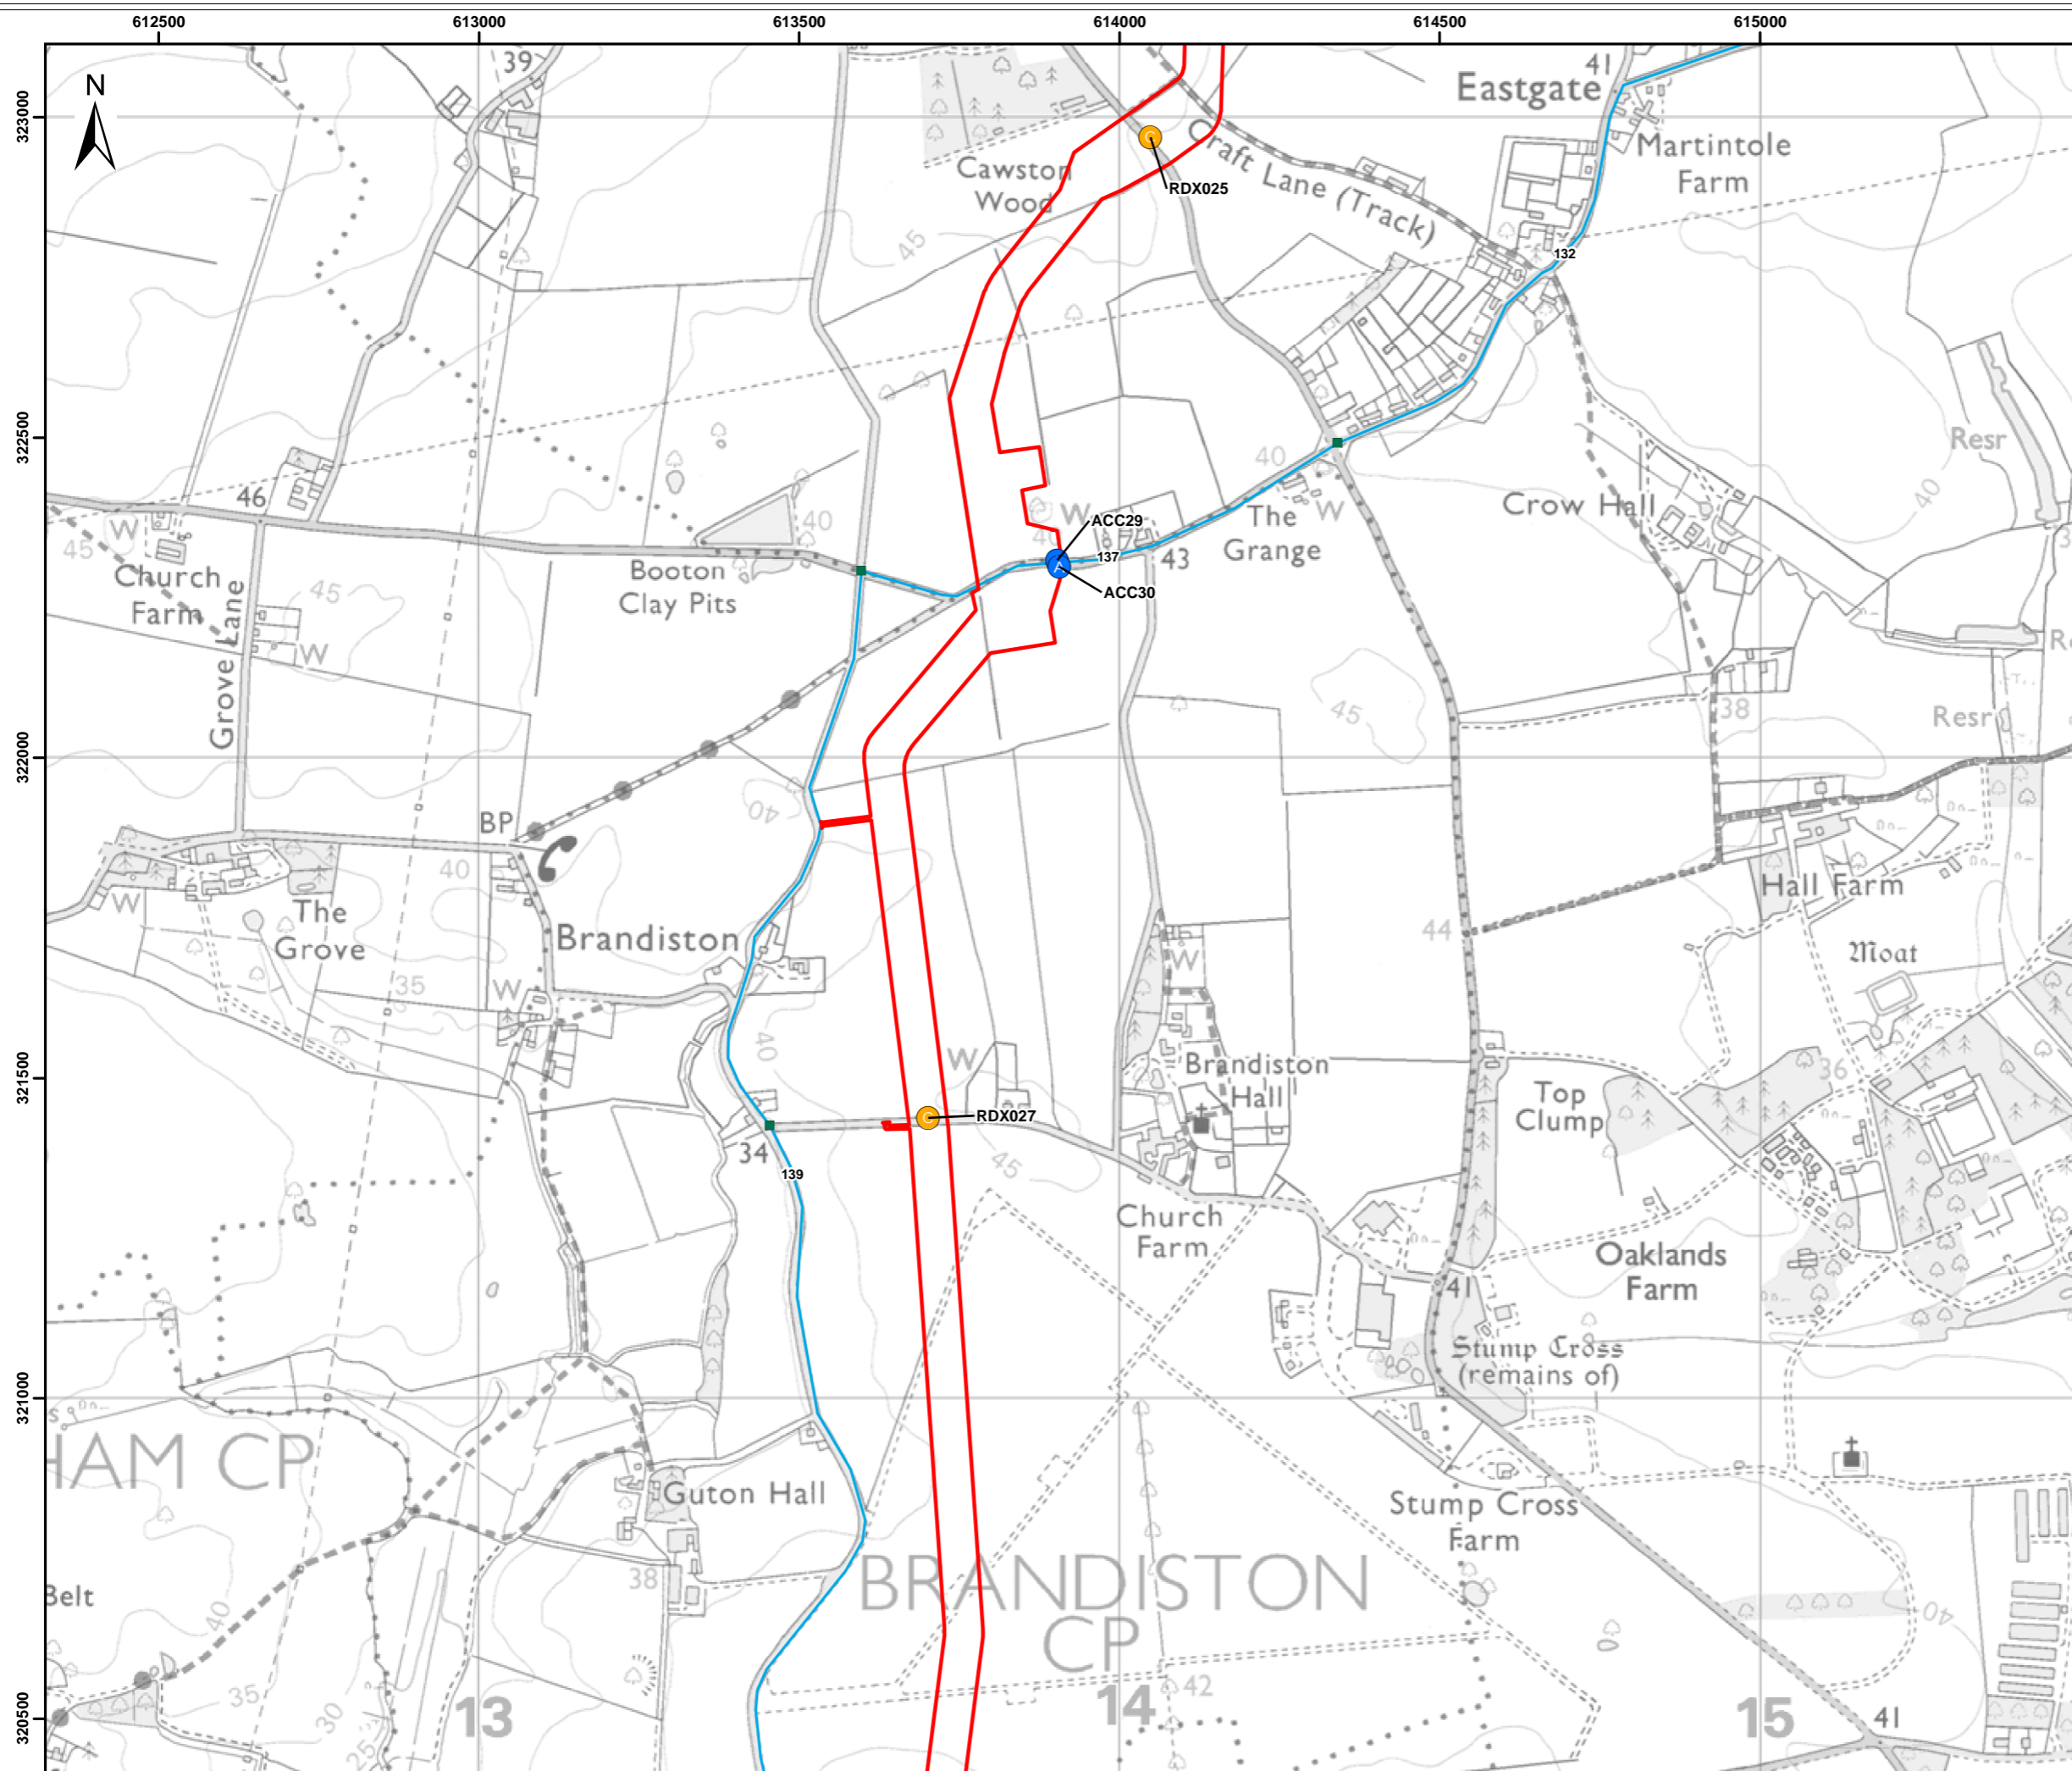 612500 613000 613500 614000 614500 615000
323000
322500
322000
321500
321000
320500
N
39
41
Eastgate
Martintole
Farm
Cawston
Wood
RDX025
Craft Lane (Track)
45
132
46
W
45
Church
Farm
Grove Lane
45
W
Booton
Clay Pits
40
40
W
ACC29
137
43
ACC30
40
The
Grange
W
Crow Hall
Resr
40
45
38
Resr
BP
40
40
The
Grove
W
35
W
Brandiston
40
44
Hall Farm
Moat
W
W
Brandiston
Hall
Top
Clump
36
RDX027
34
139
45
Church
Farm
Oaklands
Farm
41
Stump Cross
(remains of)
HAM CP
Guton Hall
38
Stump Cross
Farm
BRANDISTON
CP
Belt
40
35
30
25
13
14
42
15
41
40